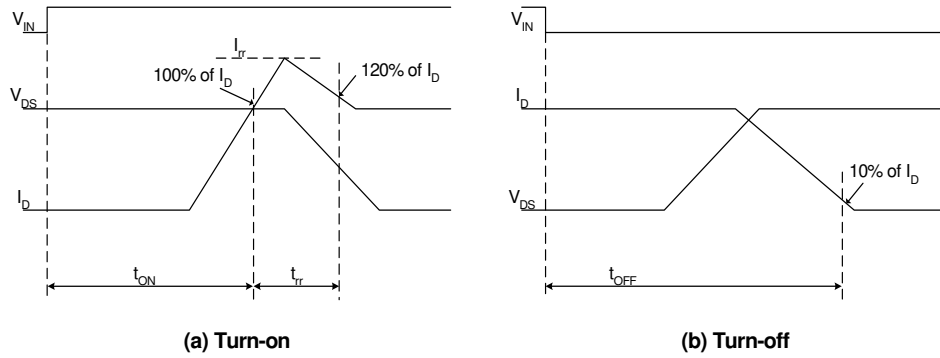 V_IN
I_rr
100% of I_D
120% of I_D
V_DS
I_D
t_ON
t_rr
(a) Turn-on
V_IN
I_D
10% of I_D
V_DS
t_OFF
(b) Turn-off